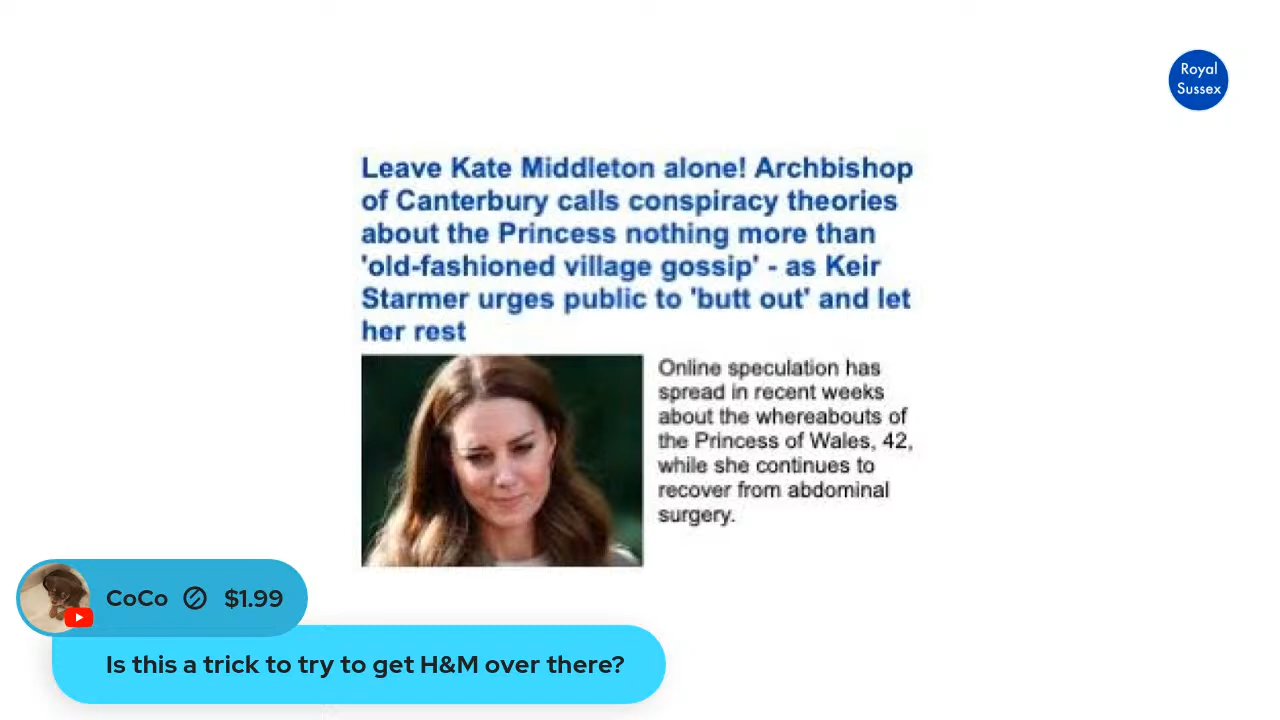 Royal
Sussex
Leave Kate Middleton alone! Archbishop
of Canterbury calls conspiracy theories
about the Princess nothing more than
'old-fashioned village gossip' - as Keir
Starmer urges public to 'butt out' and let
her rest
Online speculation has
spread in recent weeks
about the whereabouts of
the Princess of Wales, 42,
while she continues to
recover from abdominal
surgery.
CoCo $1.99
Is this a trick to try to get H&M over there?